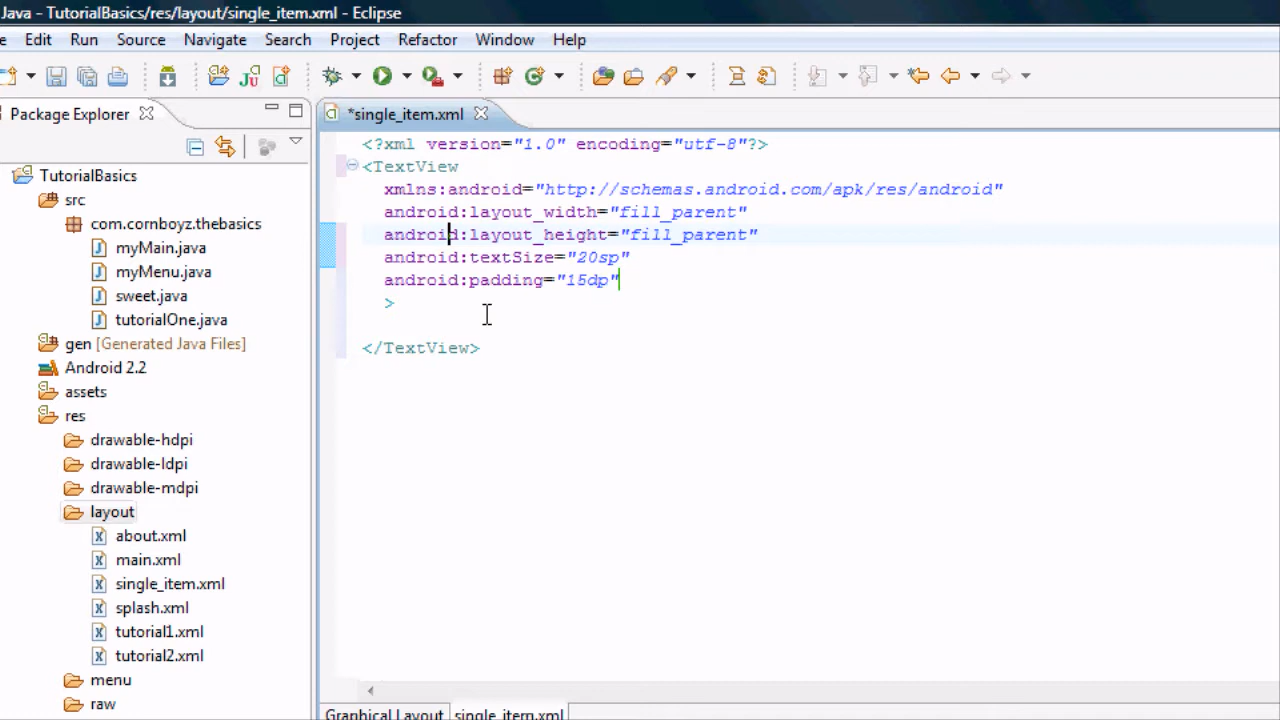 Java - TutorialBasics/res/layout/single_item.xml - Eclipse
e Edit Run Source Navigate Search Project Refactor Window Help
Package Explorer
TutorialBasics
src
com.cornboyz.thebasics
myMain.java
myMenu.java
sweet.java
tutorialOne.java
gen [Generated Java Files]
Android 2.2
assets
res
drawable-hdpi
drawable-ldpi
drawable-mdpi
layout
about.xml
main.xml
single_item.xml
splash.xml
tutorial1.xml
tutorial2.xml
menu
raw
*single_item.xml
<?xml version="1.0" encoding="utf-8"?>
<TextView
xmlns:android="http://schemas.android.com/apk/res/android"
android:layout_width="fill_parent"
android:layout_height="fill_parent"
android:textSize="20sp"
android:padding="15dp"
>
</TextView>
Graphical Layout single_item.xml